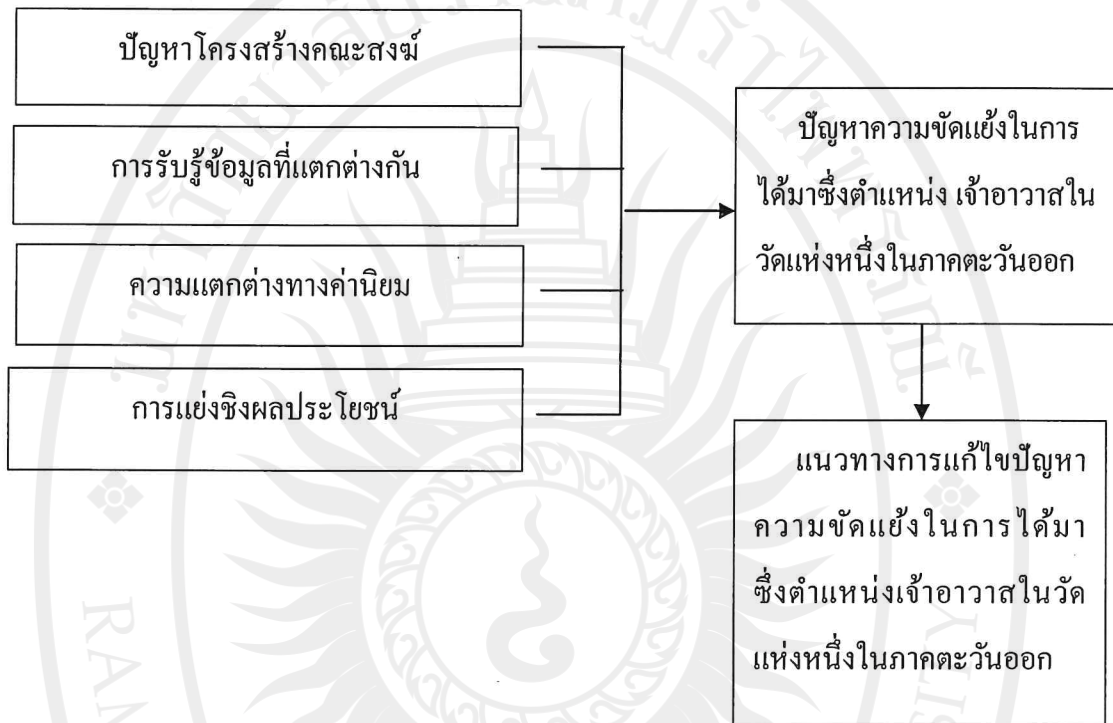 ปัญหาโครงสร้างคณะสงฆ์
การรับรู้ข้อมูลที่แตกต่างกัน
ความแตกต่างทางค่านิยม
การแย่งชิงผลประโยชน์
ปัญหาความขัดแย้งในการ
ได้มาซึ่งตำแหน่ง เจ้าอาวาสใน
วัดแห่งหนึ่งในภาคตะวันออก
แนวทางการแก้ไขปัญหา
ความขัดแย้งในการ ได้มา
ซึ่งตำแหน่งเจ้าอาวาสในวัด
แห่งหนึ่งในภาคตะวันออก